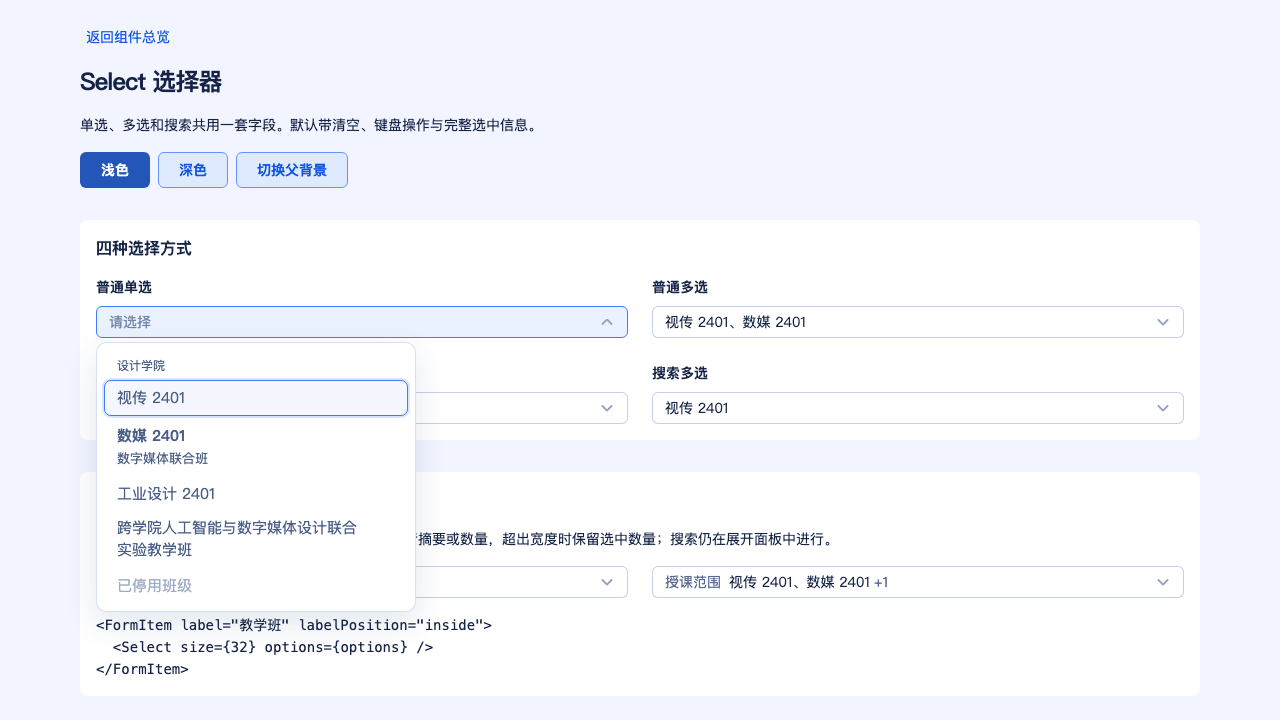 返回组件总览
Select 选择器
单选、多选和搜索共用一套字段。默认带清空、键盘操作与完整选中信息。
浅色
深色
切换父背景
四种选择方式
普通单选
请选择
普通多选
视传 2401、数媒 2401
搜索多选
视传 2401
设计学院
视传 2401
数媒 2401
数字媒体联合班
工业设计 2401
跨学院人工智能与数字媒体设计联合
实验教学班
已停用班级
摘要或数量，超出宽度时保留选中数量；搜索仍在展开面板中进行。
授课范围 视传 2401、数媒 2401 +1
<FormItem label="教学班" labelPosition="inside">
  <Select size={32} options={options} />
</FormItem>